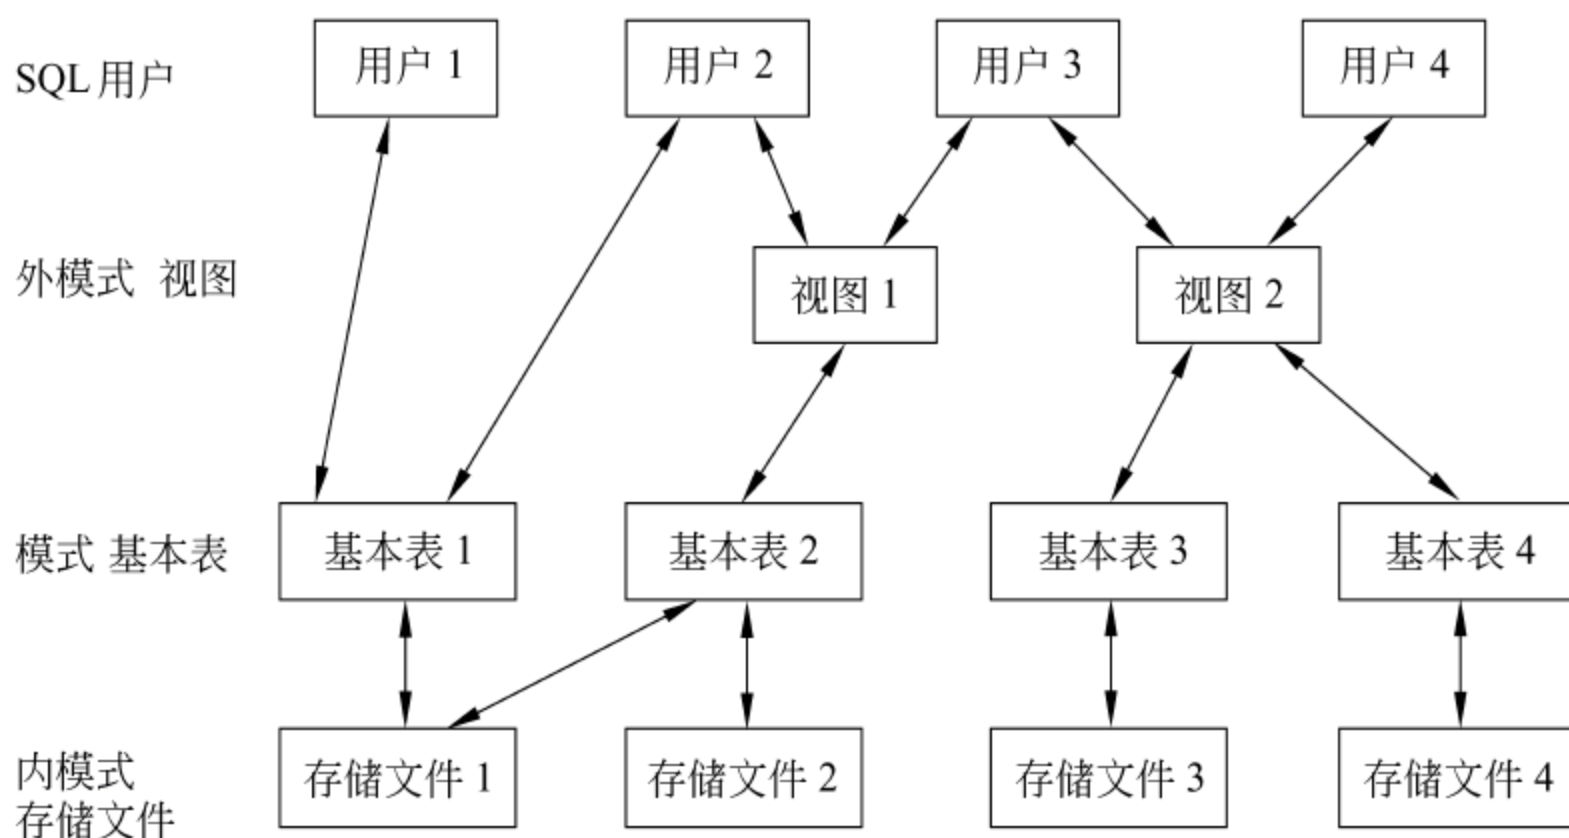 SQL 用户
用户 1
用户 2
用户 3
用户 4
外模式 视图
视图 1
视图 2
模式 基本表
基本表 1
基本表 2
基本表 3
基本表 4
内模式
存储文件
存储文件 1
存储文件 2
存储文件 3
存储文件 4